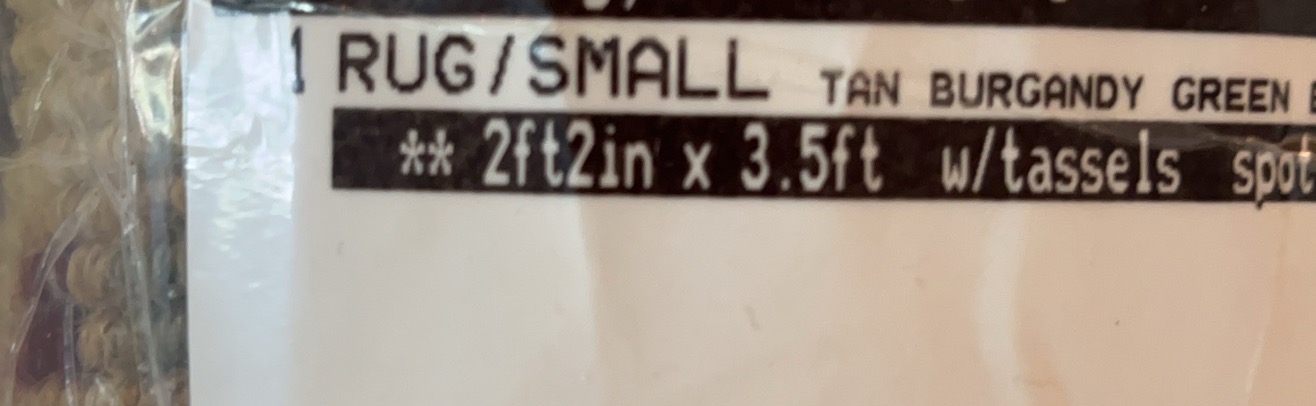 1 RUG/SMALL TAN BURGANDY GREEN
** 2ft2in x 3.5ft w/tassels spot